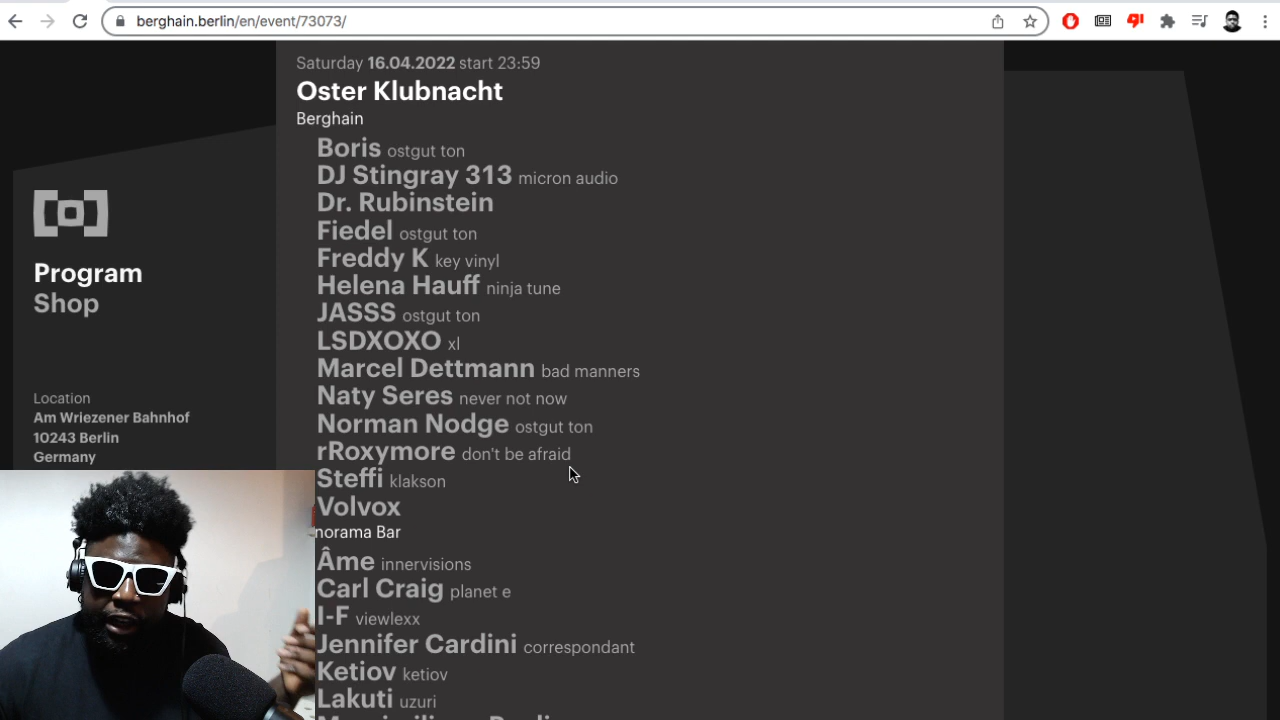 berghain.berlin/en/event/73073/
Saturday 16.04.2022 start 23:59
Oster Klubnacht
Berghain
Boris ostgut ton
DJ Stingray 313 micron audio
Dr. Rubinstein
Fiedel ostgut ton
Freddy K key vinyl
Helena Hauff ninja tune
JASSS ostgut ton
LSDXOXO xl
Marcel Dettmann bad manners
Naty Seres never not now
Norman Nodge ostgut ton
rRoxymore don't be afraid
Steffi klakson
Volvox
norama Bar
Âme innervisions
Carl Craig planet e
I-F viewlexx
Jennifer Cardini correspondant
Ketiov ketiov
Lakuti uzuri
Program
Shop
Location
Am Wriezener Bahnhof
10243 Berlin
Germany